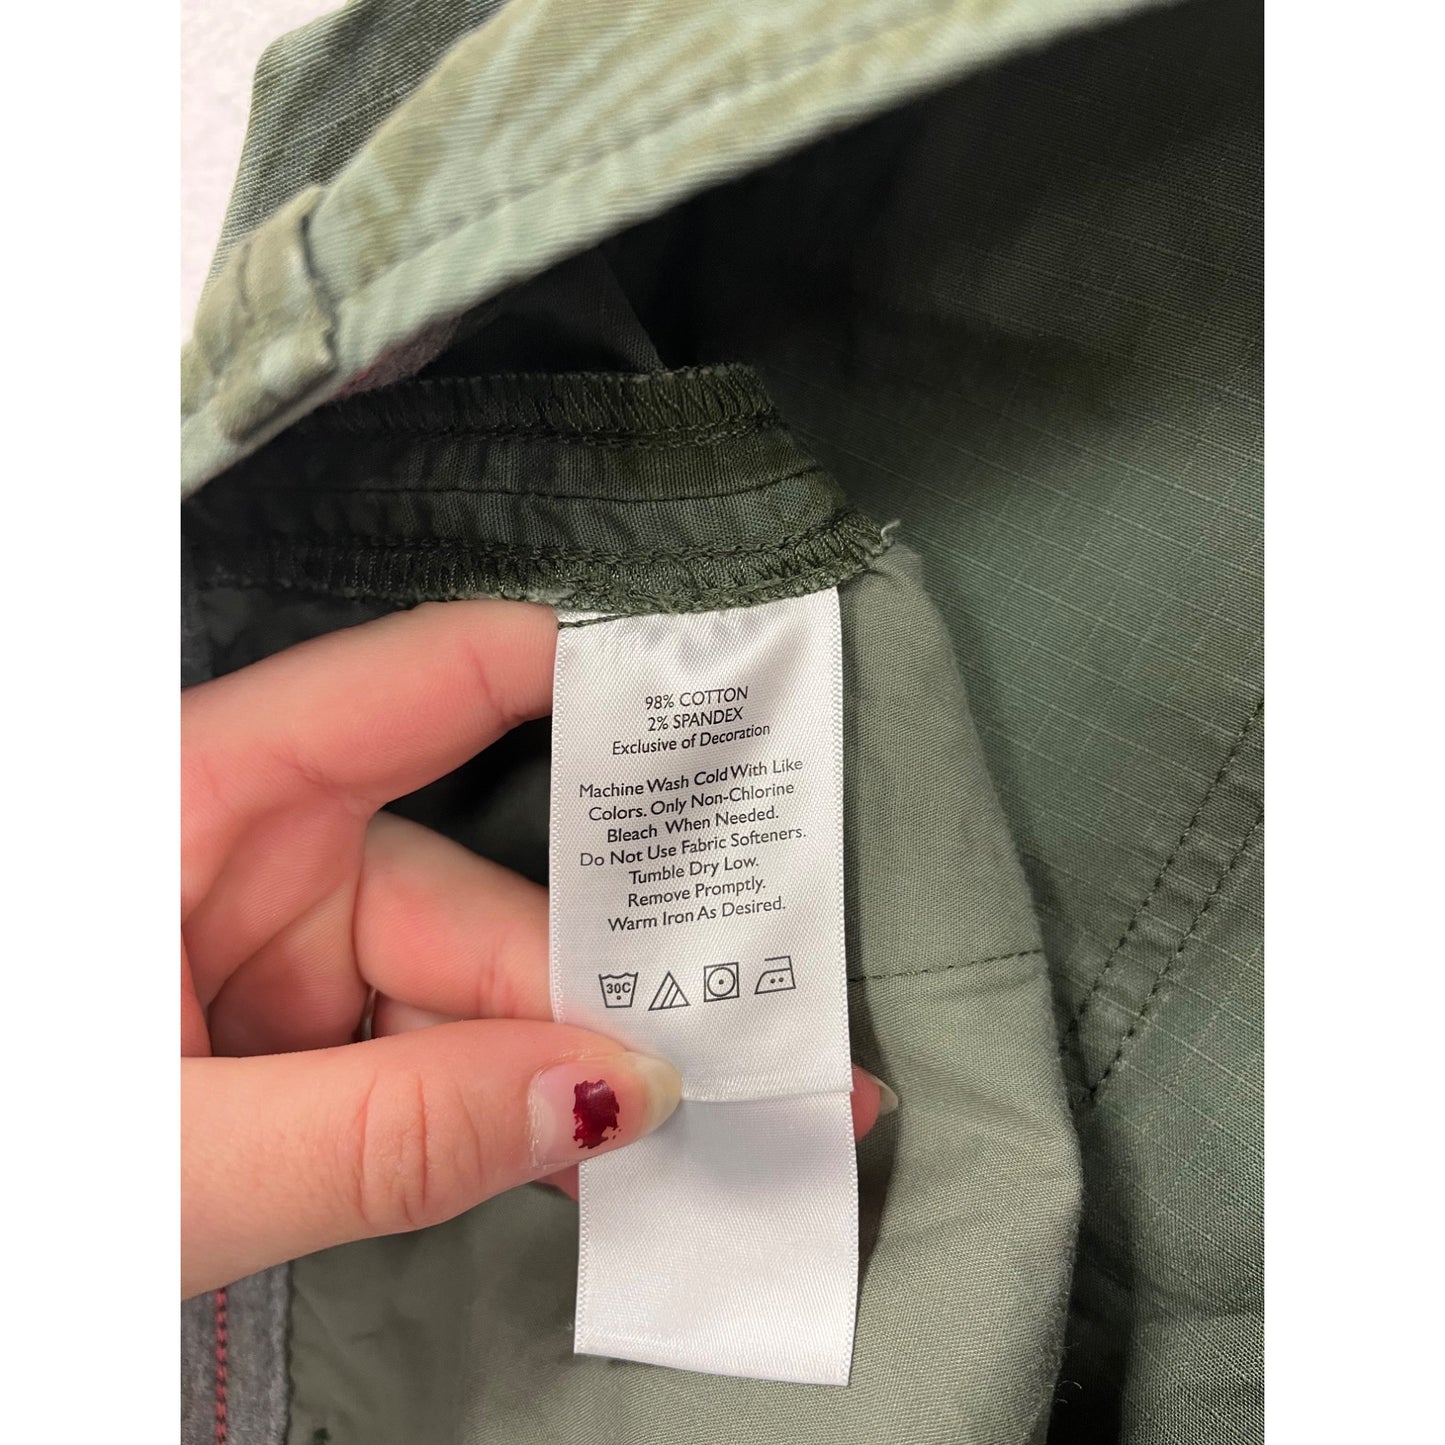 98% COTTON
2% SPANDEX
Exclusive of Decoration
Machine Wash Cold With Like
Colors. Only Non-Chlorine
Bleach When Needed.
Do Not Use Fabric Softeners.
Tumble Dry Low.
Remove Promptly.
Warm Iron As Desired.
30C